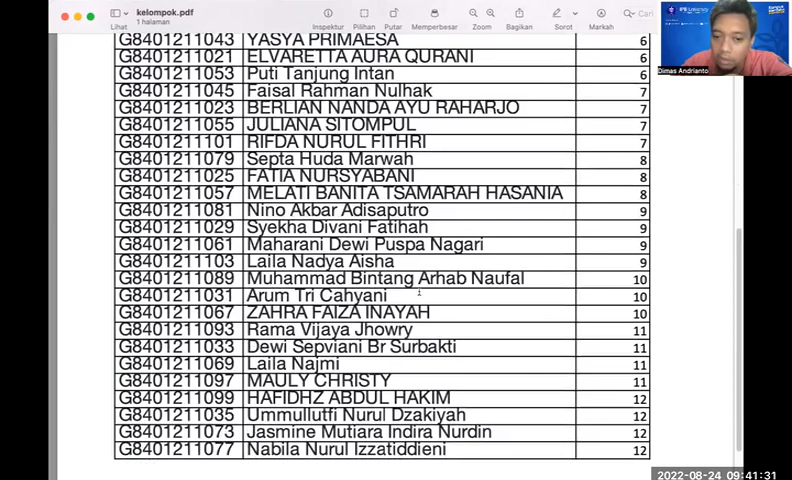 kelompok.pdf
1 halaman
Lihat
Inspektur
Pilihan
Putar
Memperbesar
Bagikan
Sorot
Markah
Cari
Dimas Andrianto
G8401211043 YASYA PRIMAESA 6
G8401211021 ELVARETTA AURA QURANI 6
G8401211053 Puti Tanjung Intan 6
G8401211045 Faisal Rahman Nulhak 7
G8401211023 BERLIAN NANDA AYU RAHARJO 7
G8401211055 JULIANA SITOMPUL 7
G8401211101 RIFDA NURUL FITHRI 7
G8401211079 Septa Huda Marwah 8
G8401211025 FATIA NURSYABANI 8
G8401211057 MELATI BANITA TSAMARAH HASANIA 8
G8401211081 Nino Akbar Adisaputro 9
G8401211029 Syekha Divani Fatihah 9
G8401211061 Maharani Dewi Puspa Nagari 9
G8401211103 Laila Nadya Aisha 9
G8401211089 Muhammad Bintang Arhab Naufal 10
G8401211031 Arum Tri Cahyani 10
G8401211067 ZAHRA FAIZA INAYAH 10
G8401211093 Rama Vijaya Jhowry 11
G8401211033 Dewi Sepviani Br Surbakti 11
G8401211069 Laila Najmi 11
G8401211097 MAULY CHRISTY 11
G8401211099 HAFIDHZ ABDUL HAKIM 12
G8401211035 Ummullutfi Nurul Dzakiyah 12
G8401211073 Jasmine Mutiara Indira Nurdin 12
G8401211077 Nabila Nurul Izzatiddieni 12
2022-08-24 09:41:31